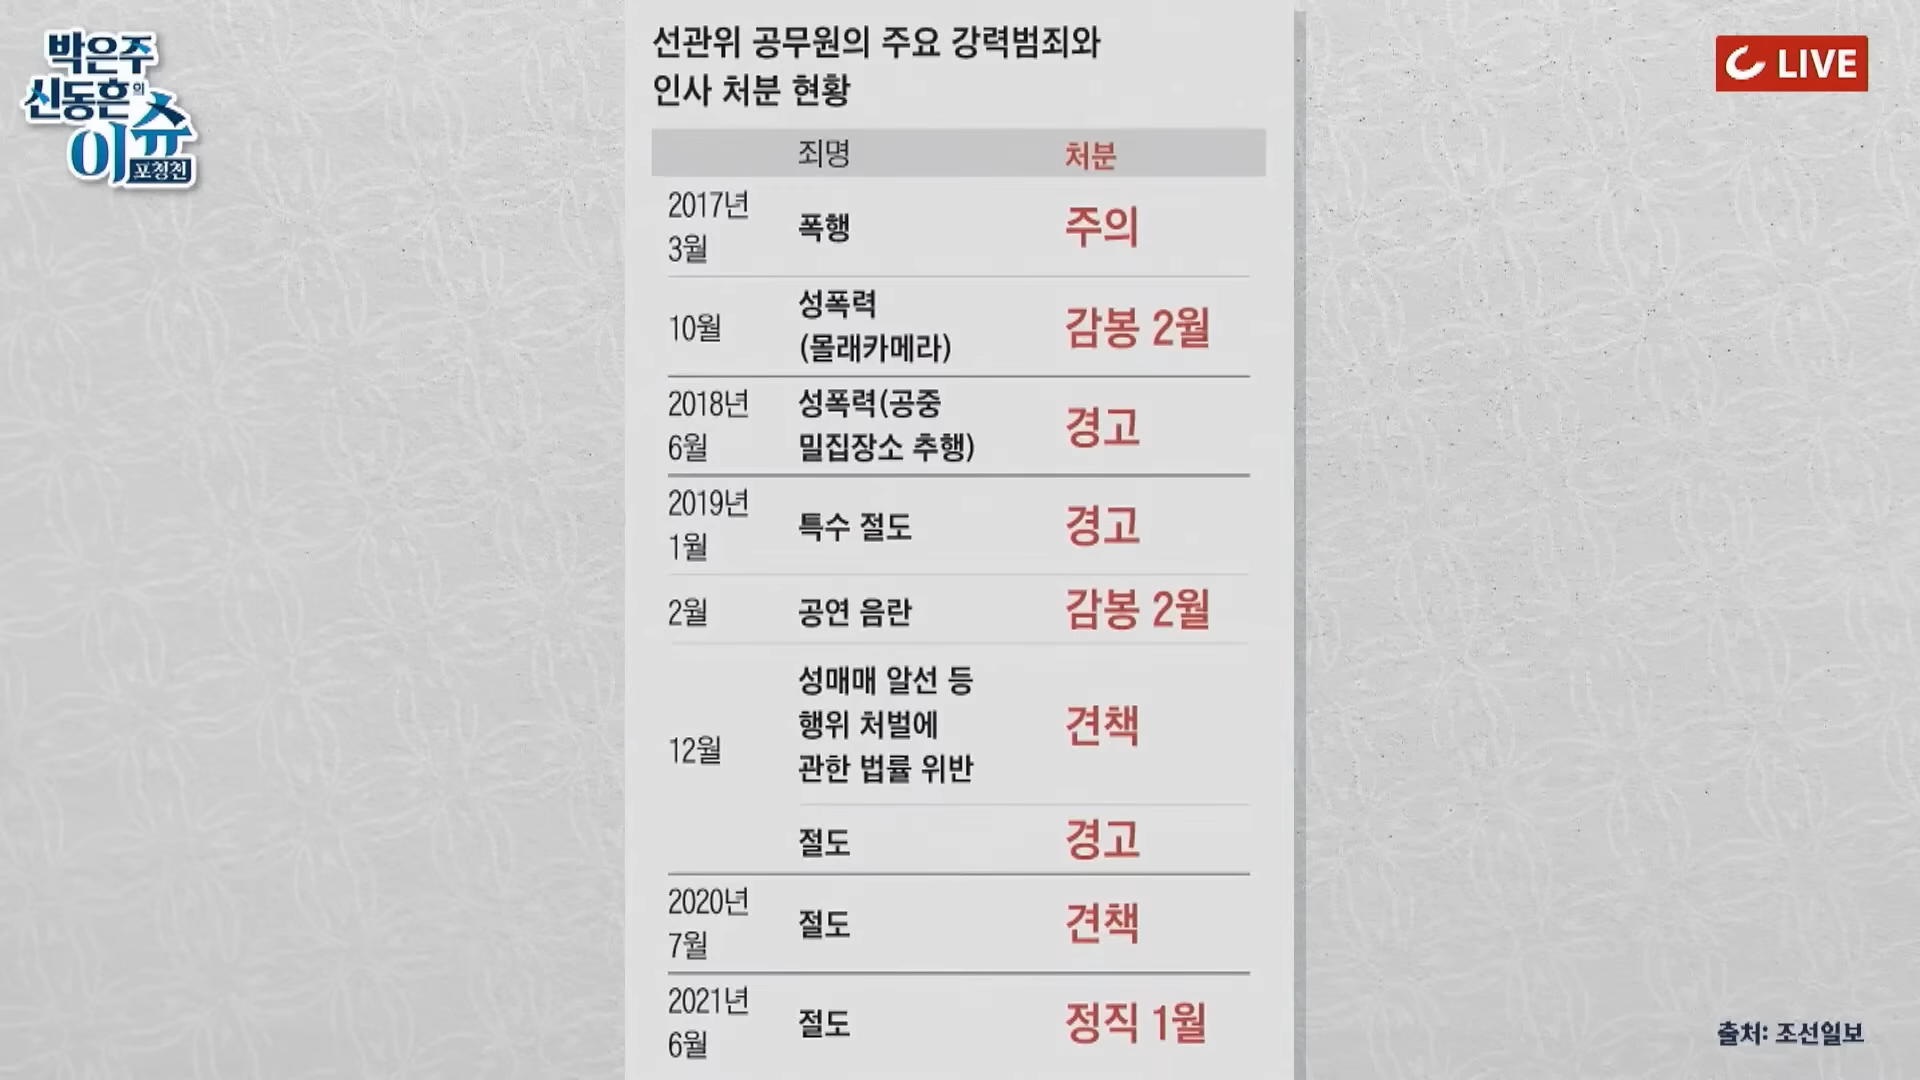 박은주
신동흔의
이슈
포청천
LIVE
선관위 공무원의 주요 강력범죄와
인사 처분 현황
죄명 처분
2017년
3월
폭행
주의
10월
성폭력
(몰래카메라)
감봉 2월
2018년
6월
성폭력(공중
밀집장소 추행)
경고
2019년
1월
특수 절도
경고
2월
공연 음란
감봉 2월
12월
성매매 알선 등
행위 처벌에
관한 법률 위반
견책
절도
경고
2020년
7월
절도
견책
2021년
6월
절도
정직 1월
출처: 조선일보